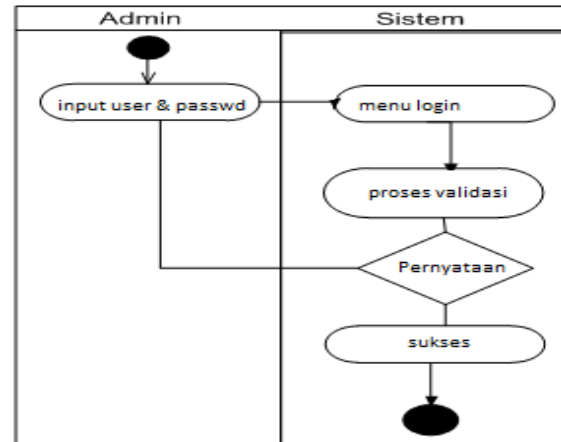 Admin
Sistem
input user & passwd
menu login
proses validasi
Pernyataan
sukses